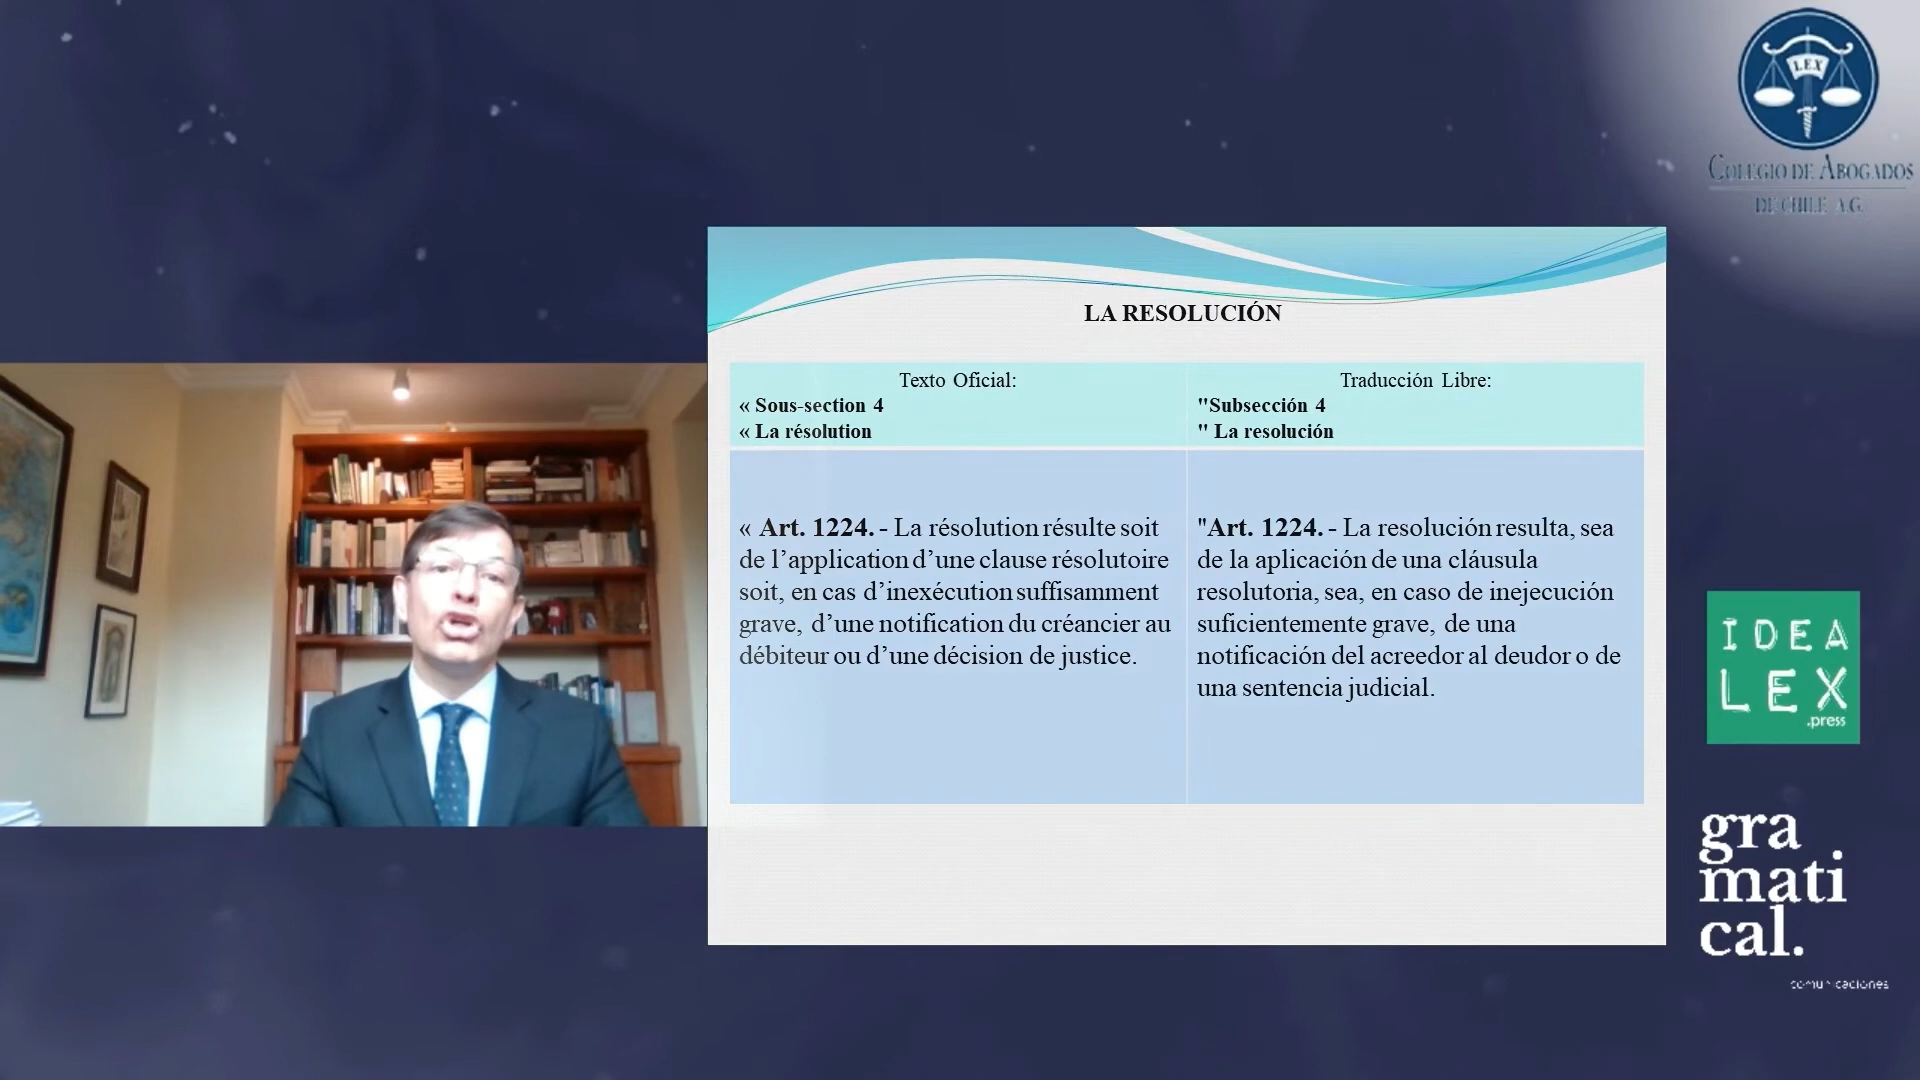 LEX
COLEGIO DE ABOGADOS
DE CHILE A.G.
LA RESOLUCIÓN
Texto Oficial:
« Sous-section 4
« La résolution
Traducción Libre:
"Subsección 4
" La resolución
« Art. 1224. - La résolution résulte soit
de l’application d’une clause résolutoire
soit, en cas d’inexécution suffisamment
grave, d’une notification du créancier au
débiteur ou d’une décision de justice.
"Art. 1224. - La resolución resulta, sea
de la aplicación de una cláusula
resolutoria, sea, en caso de inejecución
suficientemente grave, de una
notificación del acreedor al deudor o de
una sentencia judicial.
IDEA
LEX
.press
gra
mati
cal.
comunicaciones